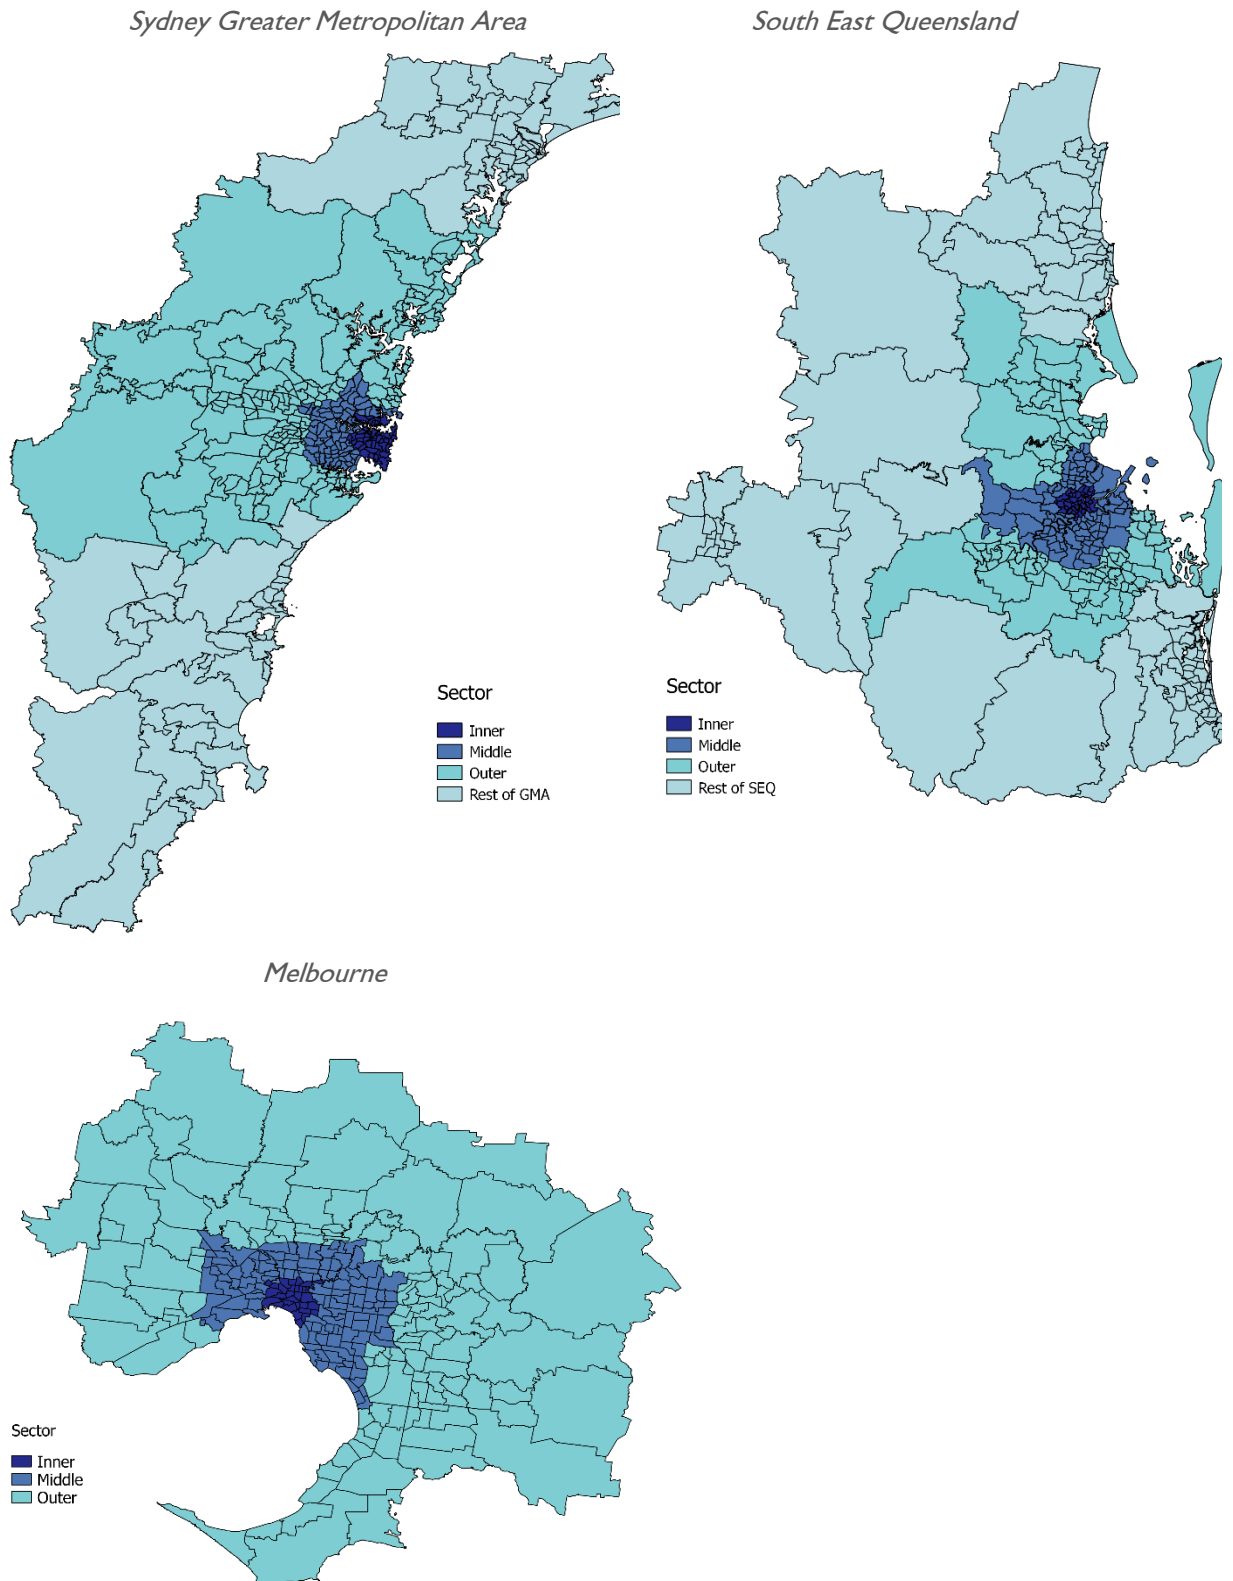 Sydney Greater Metropolitan Area
South East Queensland
Sector
Inner
Middle
Outer
Rest of GMA
Sector
Inner
Middle
Outer
Rest of SEQ
Melbourne
Sector
Inner
Middle
Outer